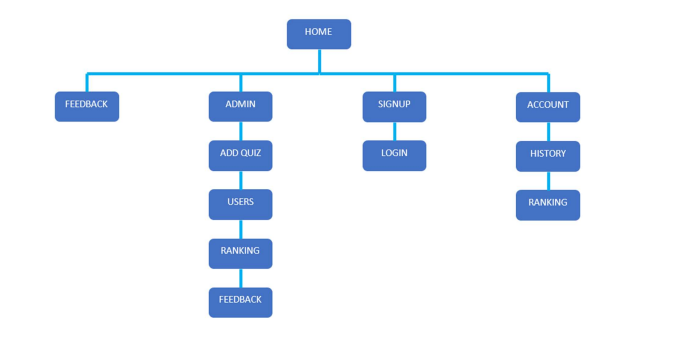 HOME
FEEDBACK
ADMIN
SIGNUP
ACCOUNT
ADD QUIZ
LOGIN
HISTORY
USERS
RANKING
RANKING
FEEDBACK